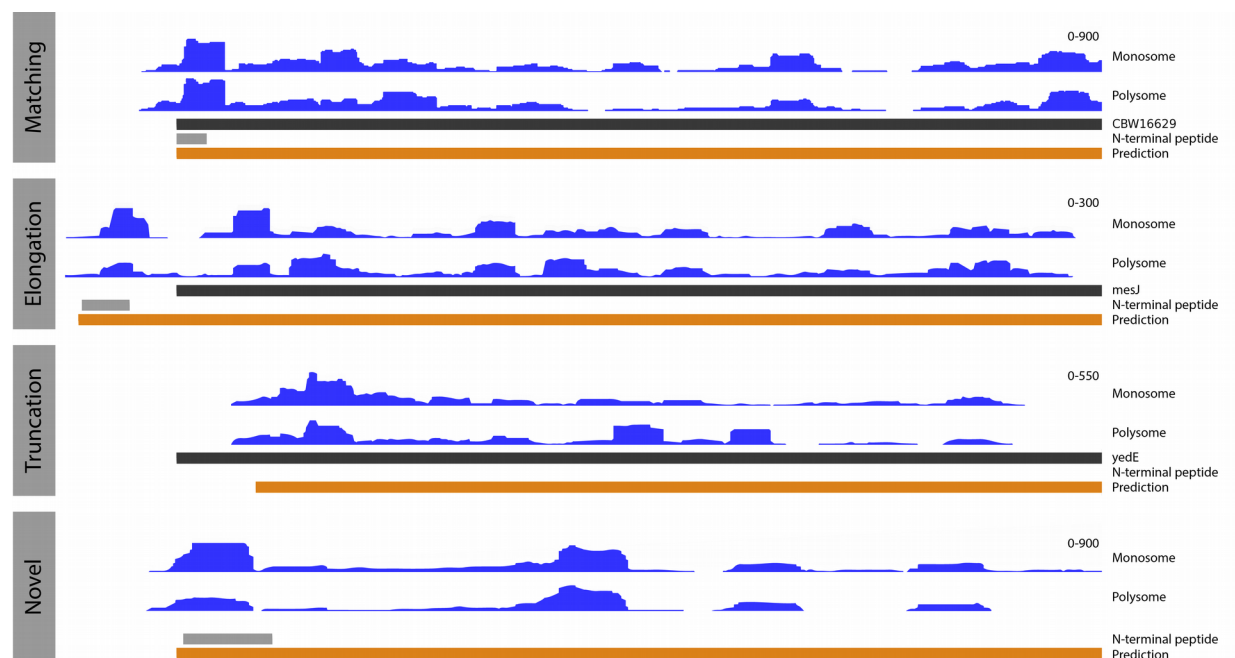 Matching
0-900
Monosome
Polysome
CBW16629
N-terminal peptide
Prediction
Elongation
0-300
Monosome
Polysome
mesJ
N-terminal peptide
Prediction
Truncation
0-550
Monosome
Polysome
yedE
N-terminal peptide
Prediction
Novel
0-900
Monosome
Polysome
N-terminal peptide
Prediction